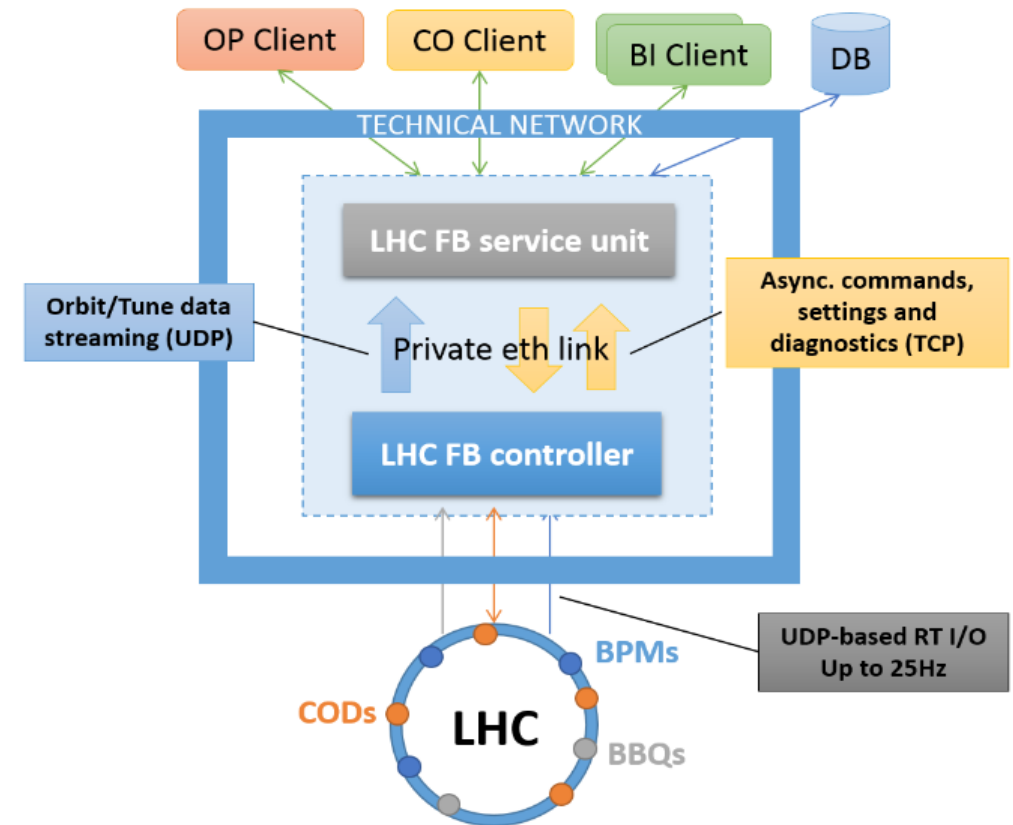 OP Client
CO Client
BI Client
DB
TECHNICAL NETWORK
LHC FB service unit
Orbit/Tune data
streaming (UDP)
Private eth link
Async. commands,
settings and
diagnostics (TCP)
LHC FB controller
UDP-based RT I/O
Up to 25Hz
BPMs
CODs
LHC
BBQs